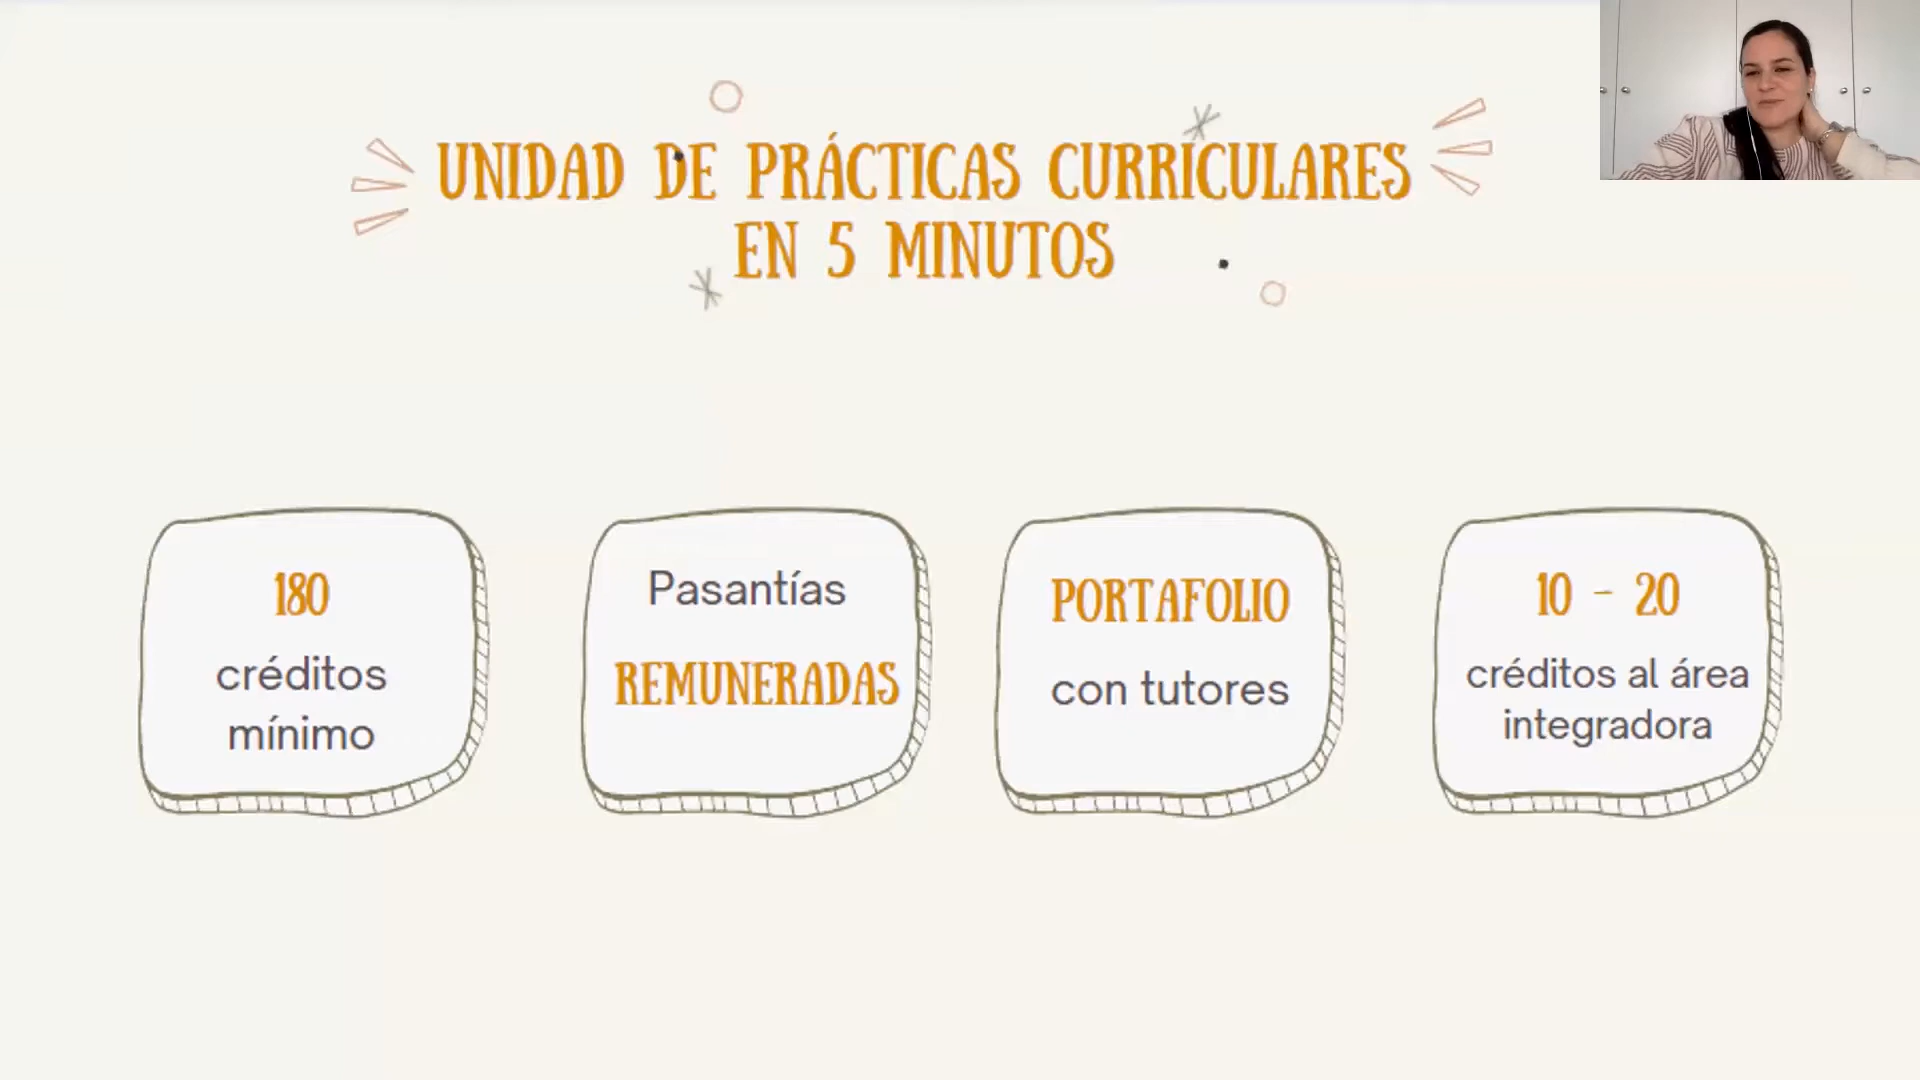 UNIDAD DE PRÁCTICAS CURRICULARES
EN 5 MINUTOS
180
créditos
mínimo
Pasantías
REMUNERADAS
PORTAFOLIO
con tutores
10 - 20
créditos al área
integradora